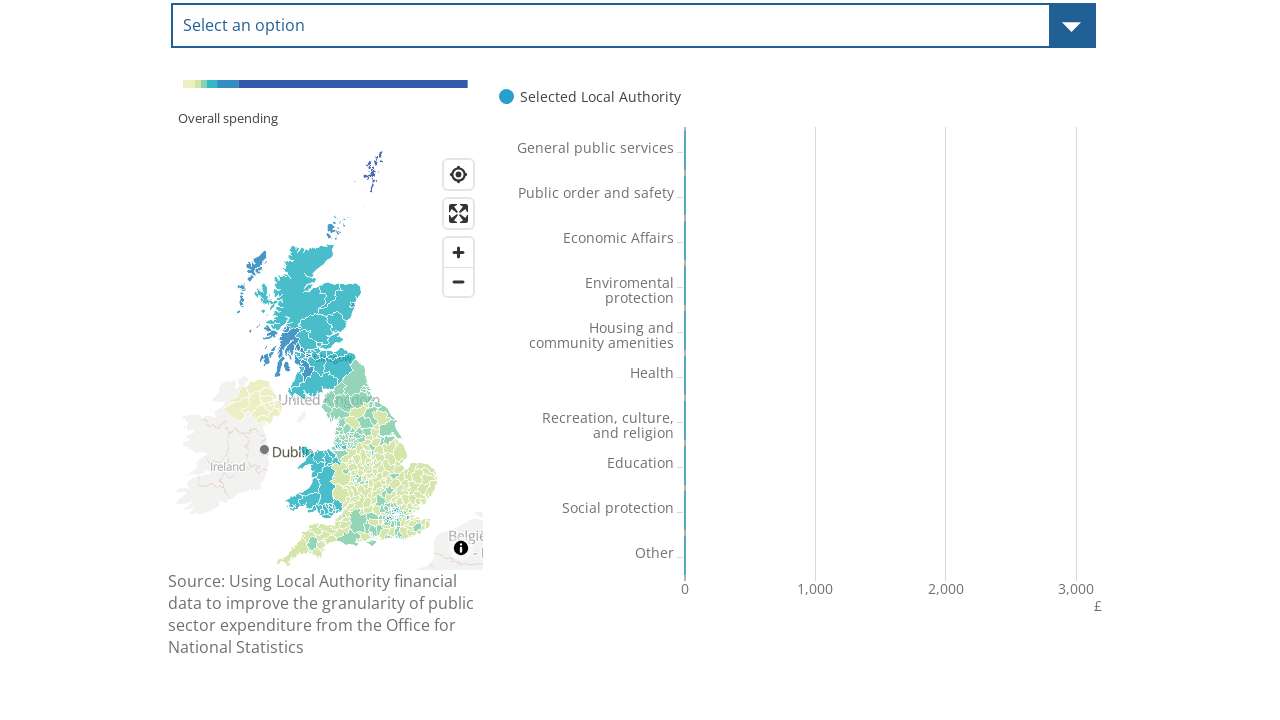 Select an option
Selected Local Authority
Overall spending
General public services
Public order and safety
Economic Affairs
Enviromental
protection
Housing and
community amenities
Health
Recreation, culture,
and religion
Education
Social protection
Other
0
1,000
2,000
3,000
£
United Kingdom
Dublin
Ireland
Belgi
Source: Using Local Authority financial
data to improve the granularity of public
sector expenditure from the Office for
National Statistics